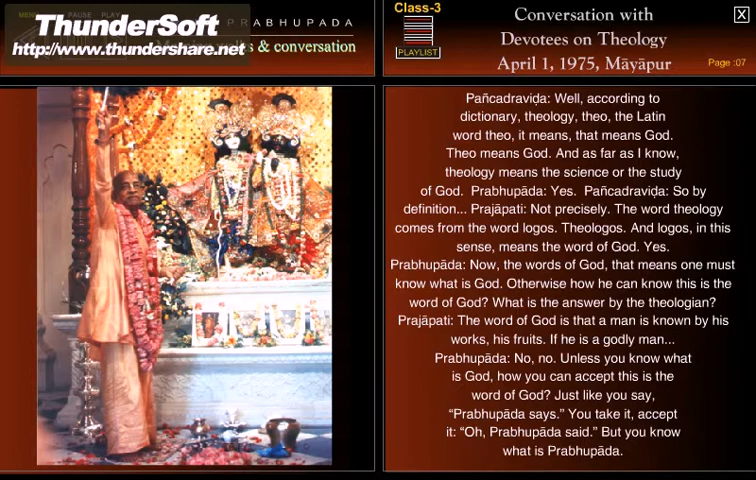 MENU PAUSE PLAY
ThunderSoft
http://www.thundershare.net
PRABHUPADA
& conversation
Class-3
PLAYLIST
Conversation with
Devotees on Theology
April 1, 1975, Māyāpur
X
Page :07
Pañcadraviḍa: Well, according to
dictionary, theology, theo, the Latin
word theo, it means, that means God.
Theo means God. And as far as I know,
theology means the science or the study
of God. Prabhupāda: Yes. Pañcadraviḍa: So by
definition... Prajāpati: Not precisely. The word theology
comes from the word logos. Theologos. And logos, in this
sense, means the word of God. Yes.
Prabhupāda: Now, the words of God, that means one must
know what is God. Otherwise how he can know this is the
word of God? What is the answer by the theologian?
Prajāpati: The word of God is that a man is known by his
works, his fruits. If he is a godly man...
Prabhupāda: No, no. Unless you know what
is God, how you can accept this is the
word of God? Just like you say,
“Prabhupāda says.” You take it, accept
it: “Oh, Prabhupāda said.” But you know
what is Prabhupāda.